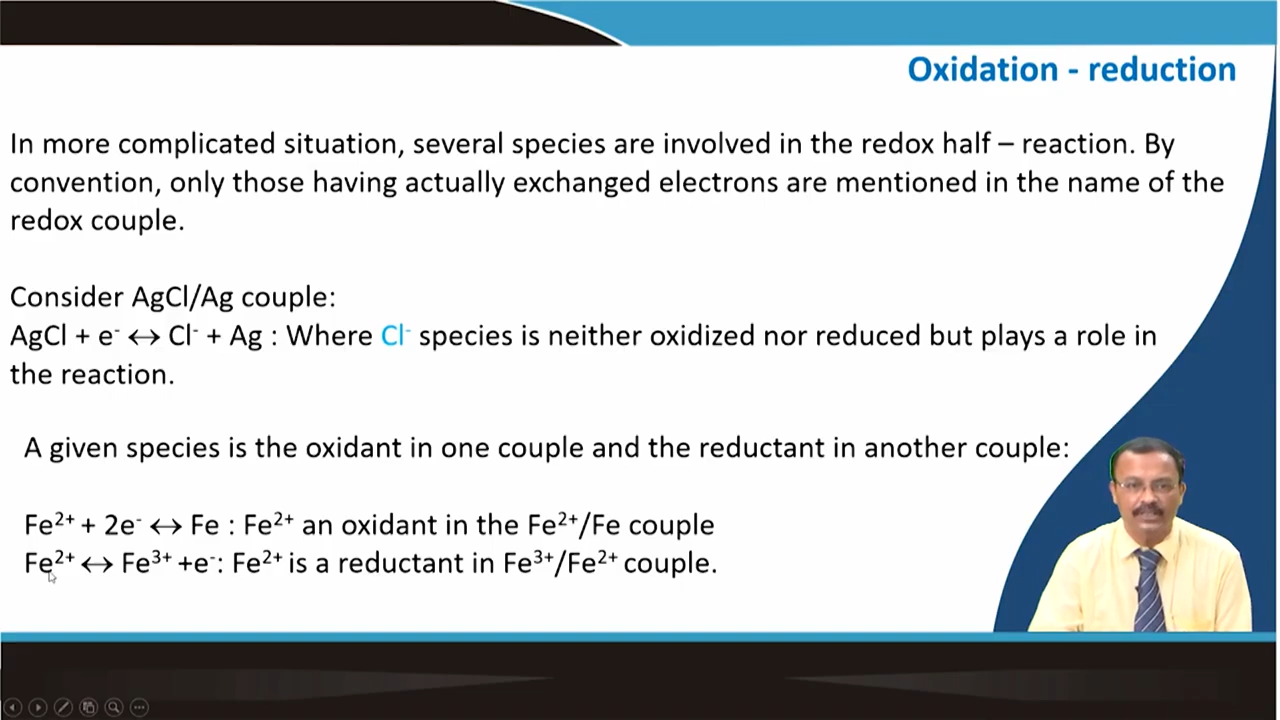 Oxidation - reduction
In more complicated situation, several species are involved in the redox half – reaction. By
convention, only those having actually exchanged electrons are mentioned in the name of the
redox couple.
Consider AgCl/Ag couple:
AgCl + e⁻ ↔ Cl⁻ + Ag : Where Cl⁻ species is neither oxidized nor reduced but plays a role in
the reaction.
A given species is the oxidant in one couple and the reductant in another couple:
Fe²⁺ + 2e⁻ ↔ Fe : Fe²⁺ an oxidant in the Fe²⁺/Fe couple
Fe²⁺ ↔ Fe³⁺ +e⁻: Fe²⁺ is a reductant in Fe³⁺/Fe²⁺ couple.